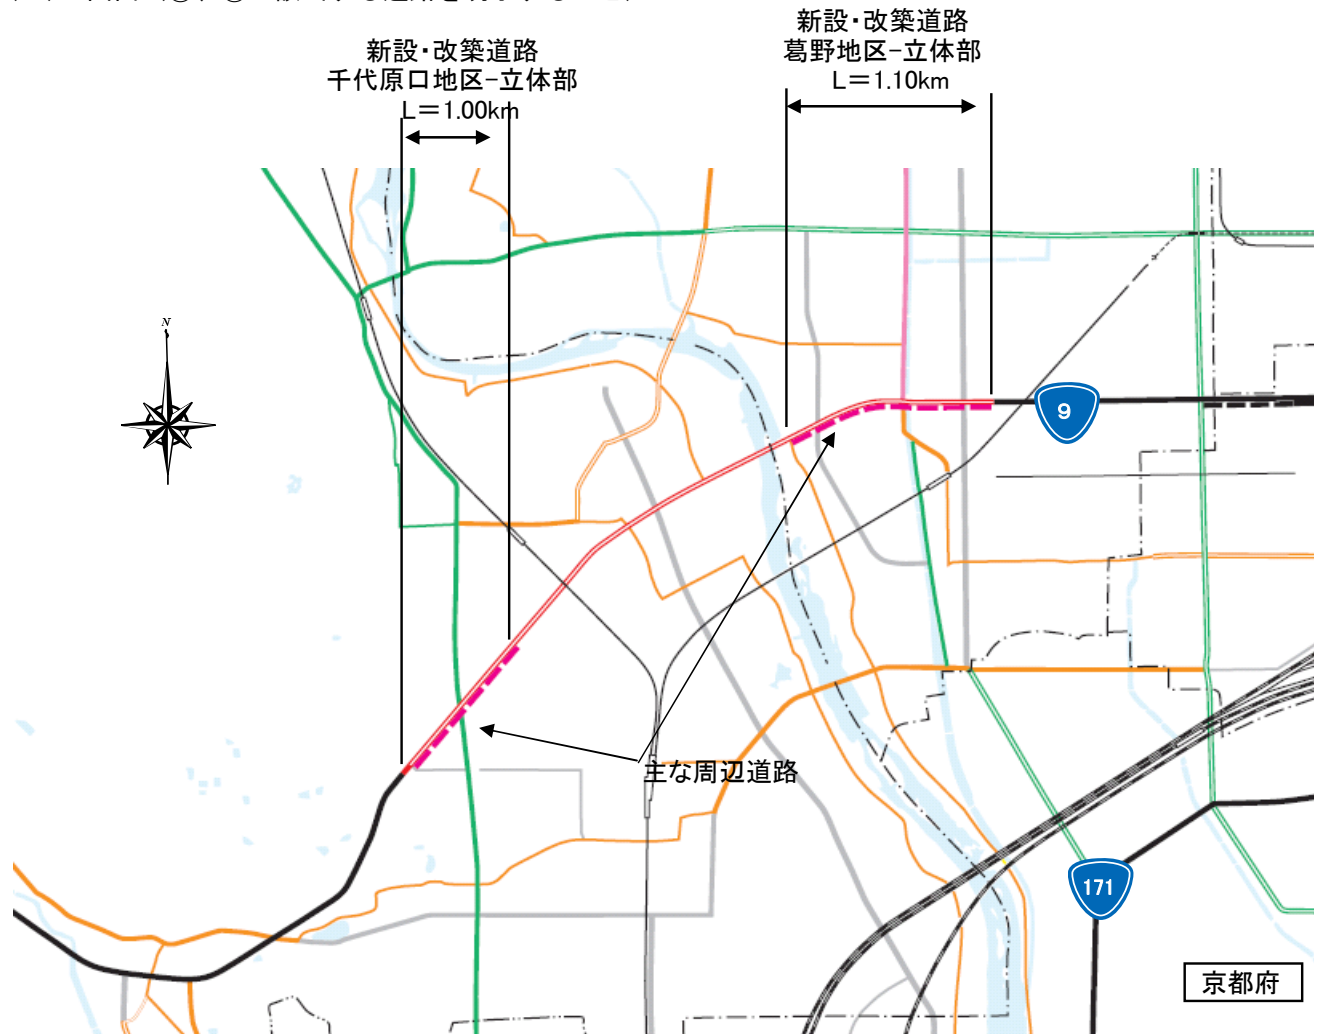 新設・改築道路
千代原口地区-立体部
L=1.00km
新設・改築道路
葛野地区-立体部
L=1.10km
N
9
主な周辺道路
171
京都府